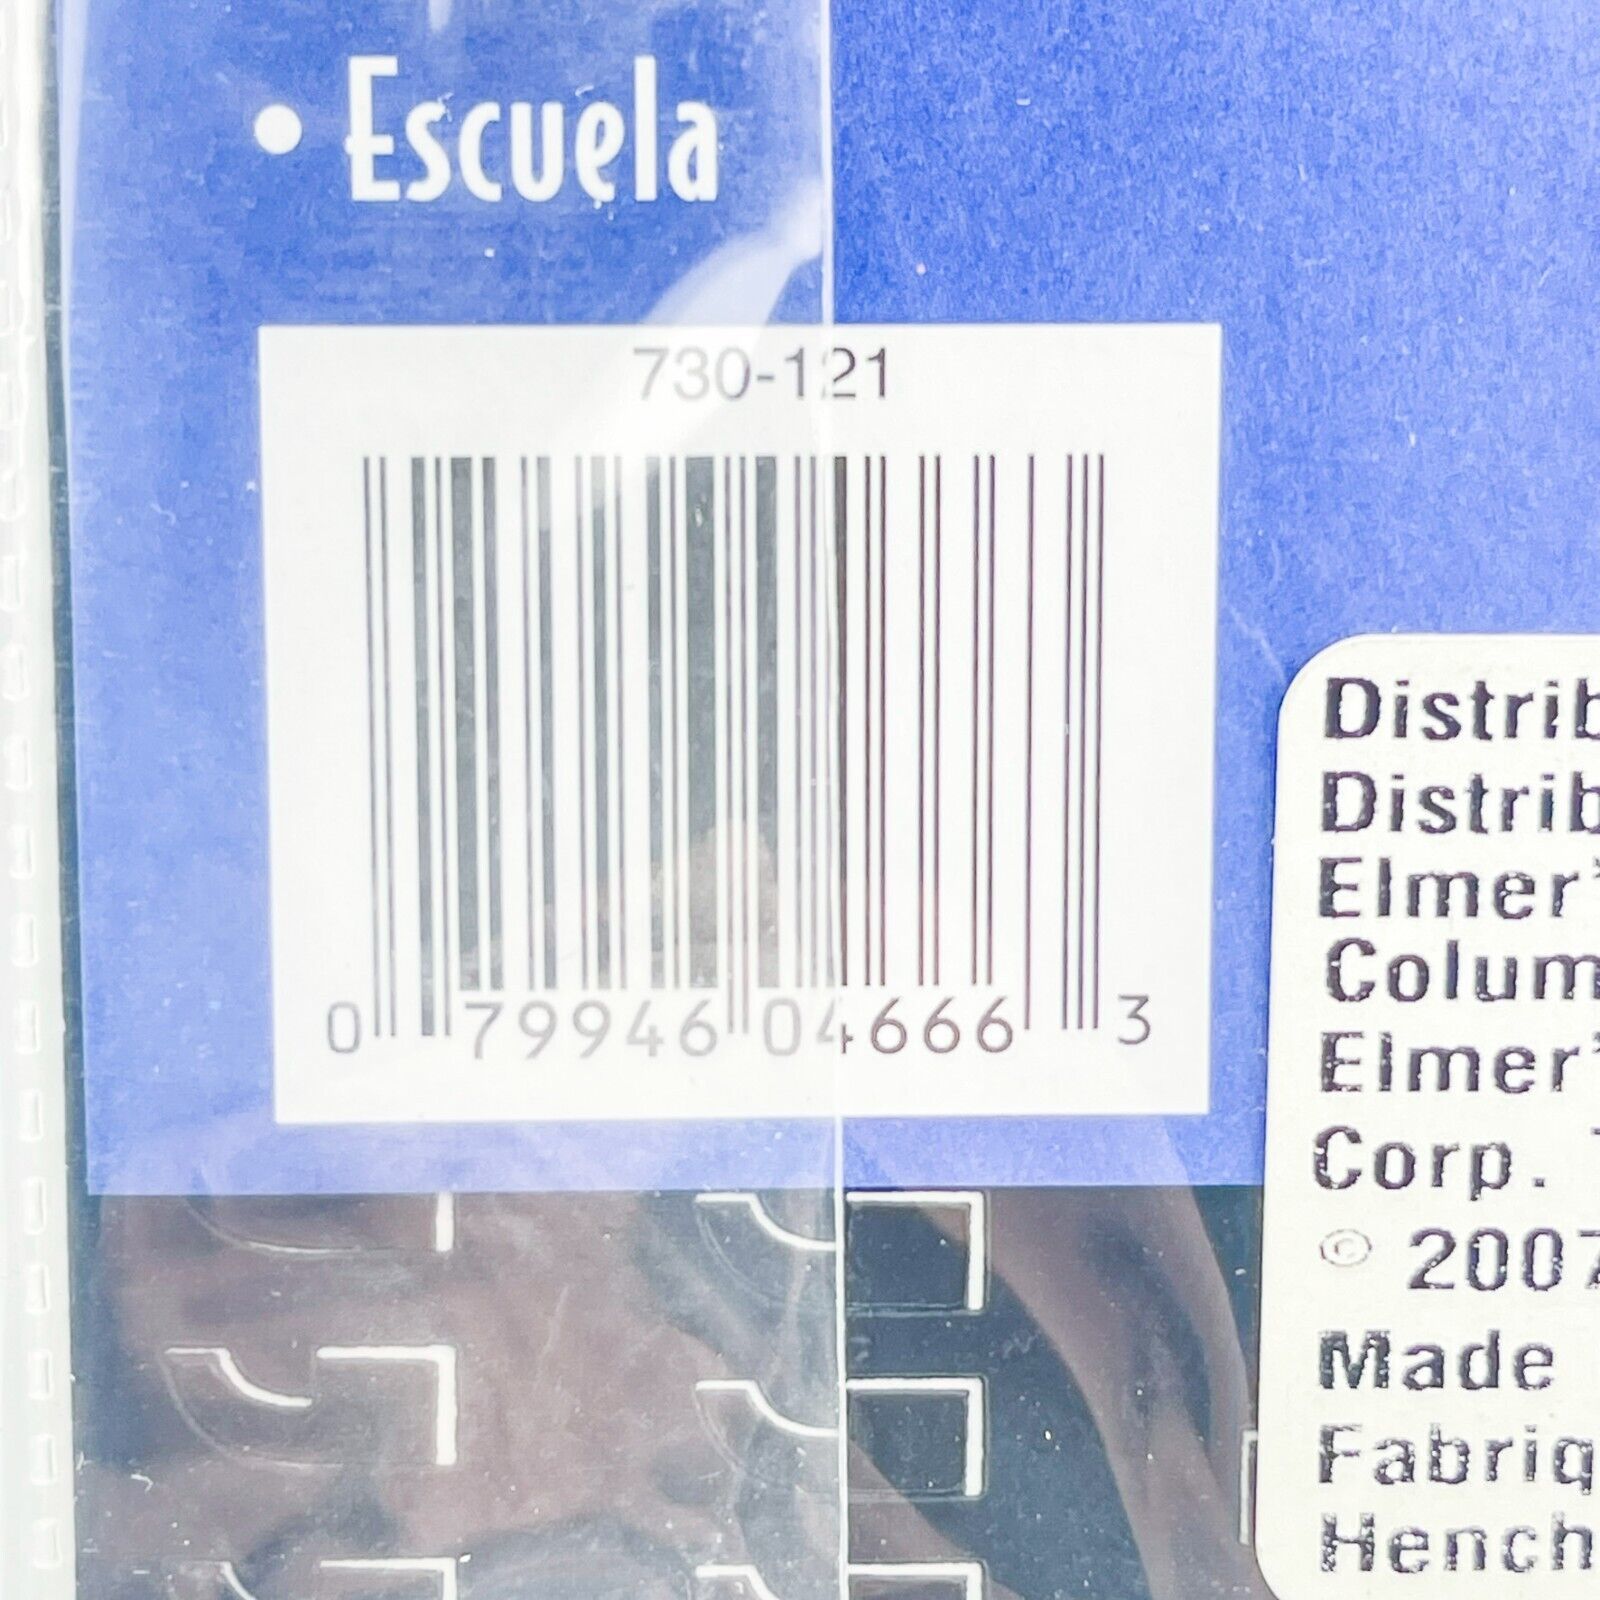 • Escuela
730-121
0 79946 04666 3
Distrib
Distrib
Elmer'
Colum
Elmer'
Corp.
© 2007
Made
Fabriq
Hench